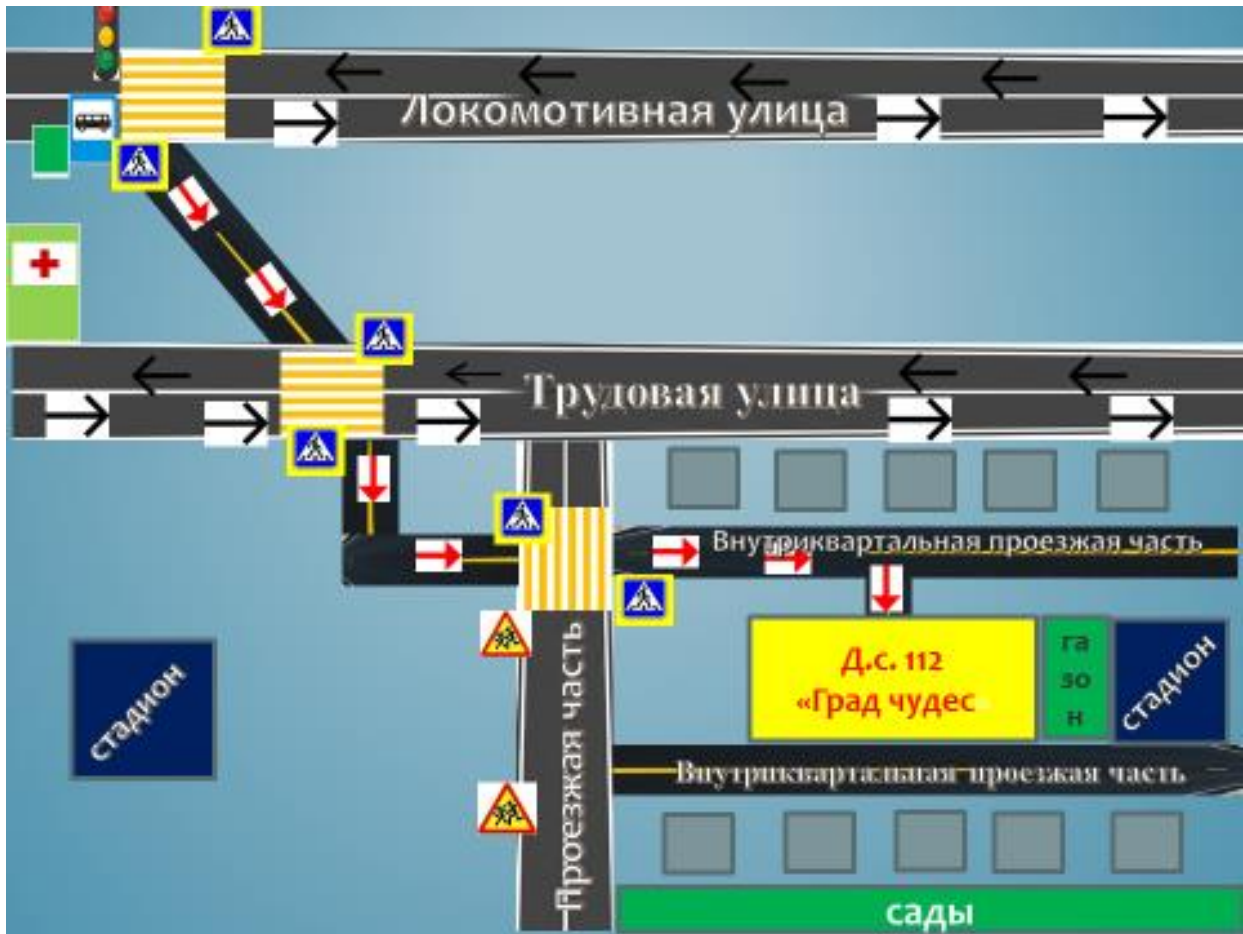 Локомотивная улица
Трудовая улица
Внутриквартальная проезжая часть
Проезжая часть
стадион
Д.с. 112
«Град чудес»
га
зо
н
стадион
Внутриквартальная проезжая часть
сады